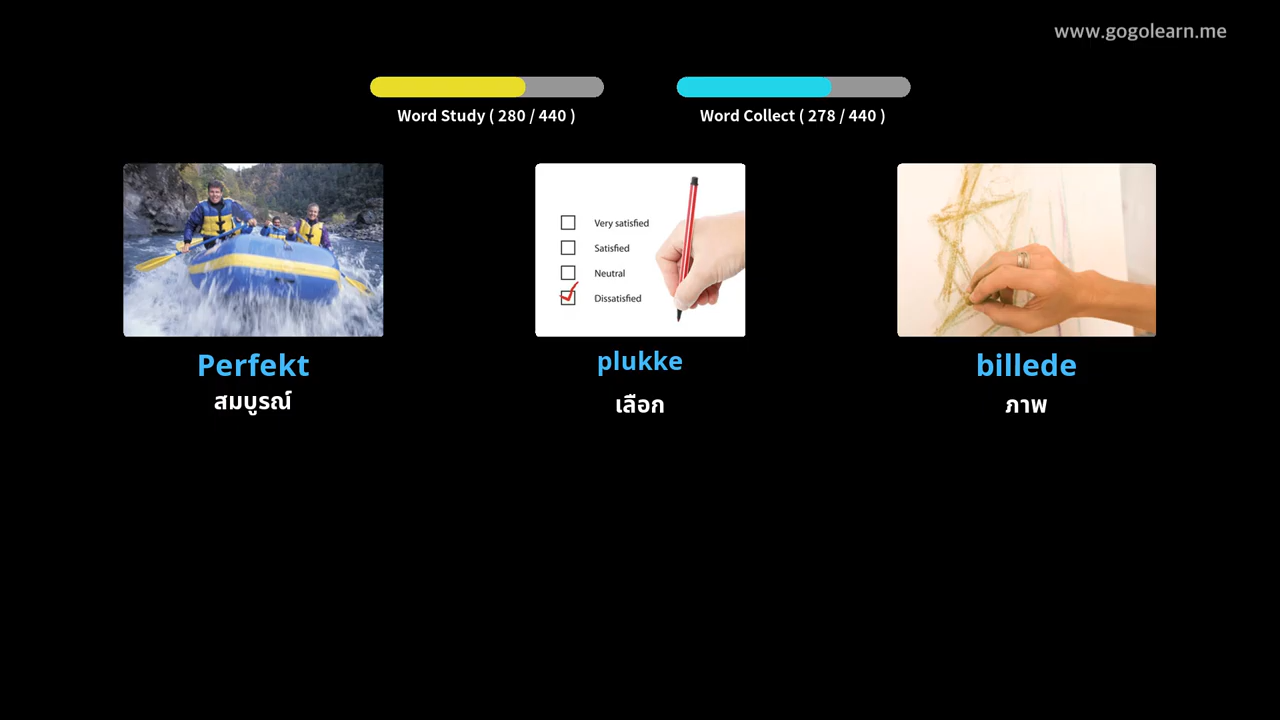 www.gogolearn.me
Word Study ( 280 / 440 )
Word Collect ( 278 / 440 )
Very satisfied
Satisfied
Neutral
Dissatisfied
Perfekt
สมบูรณ์
plukke
เลือก
billede
ภาพ